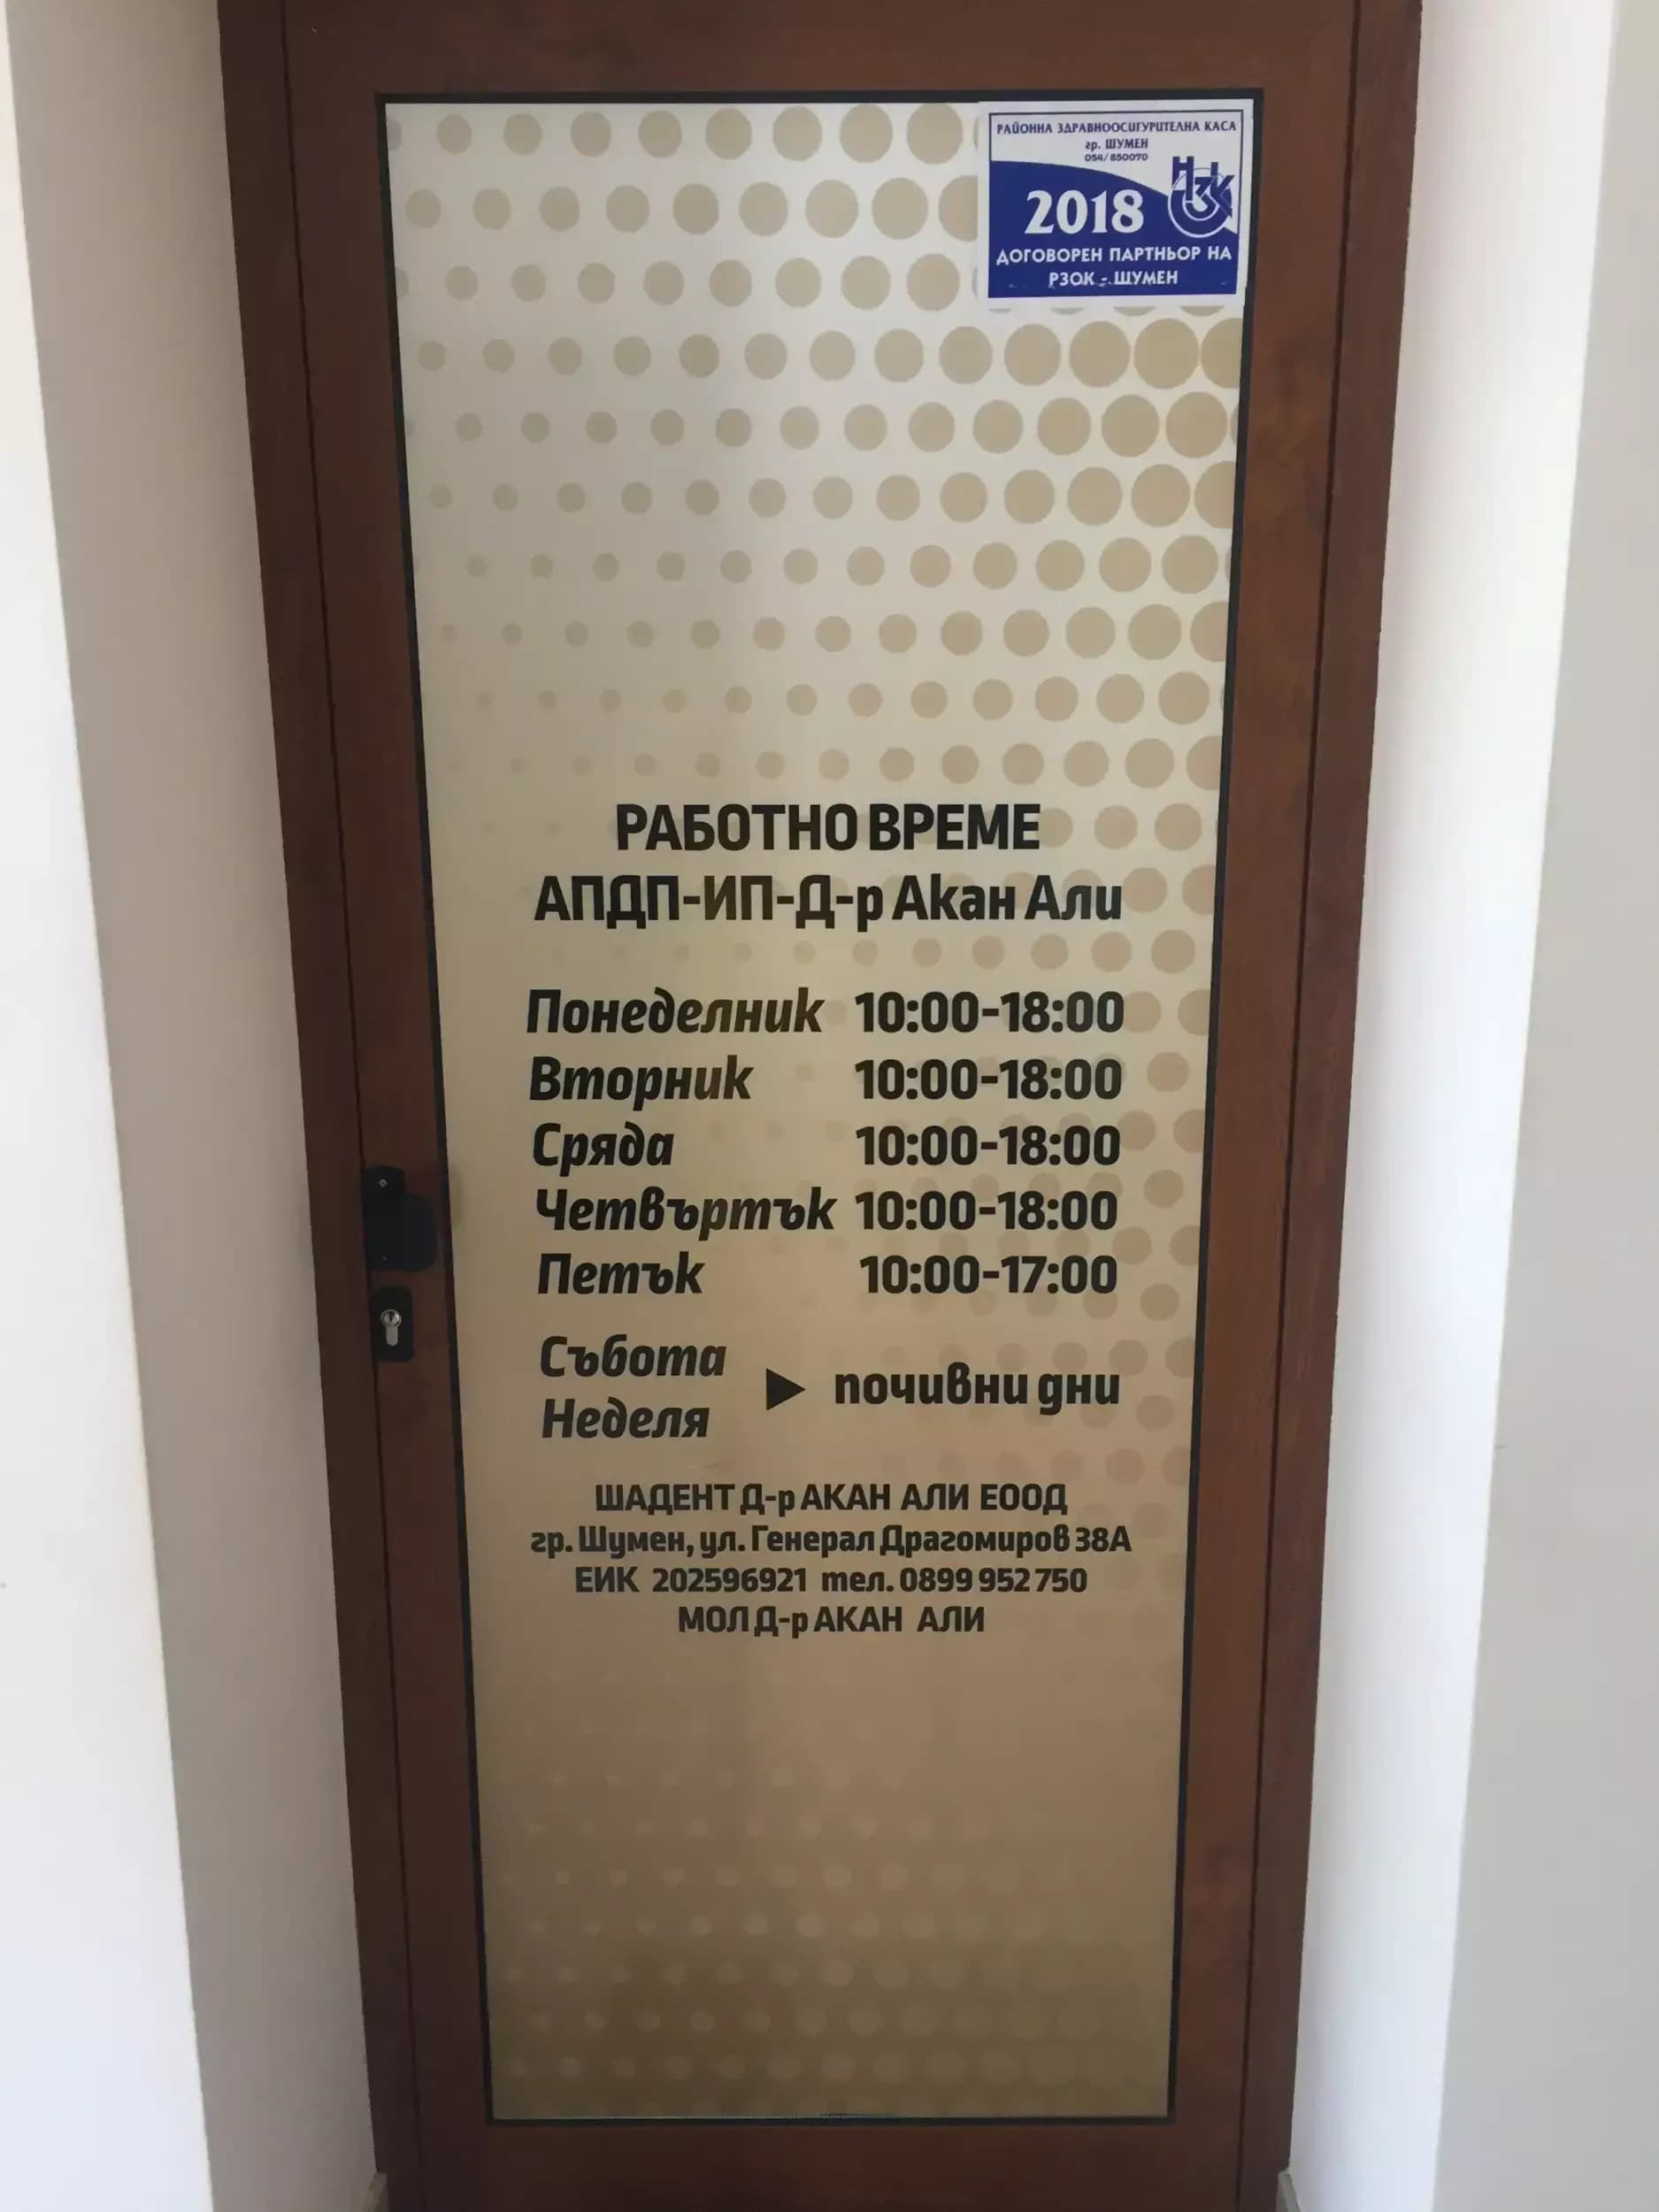 РАЙОННА ЗДРАВНООСИГУРИТЕЛНА КАСА
гр. ШУМЕН
054/ 850070
НЗОК
2018
ДОГОВОРЕН ПАРТНЬОР НА
РЗОК - ШУМЕН
РАБОТНО ВРЕМЕ
АПДП-ИП-Д-р Акан Али
Понеделник 10:00-18:00
Вторник 10:00-18:00
Сряда 10:00-18:00
Четвъртък 10:00-18:00
Петък 10:00-17:00
Събота
Неделя
почивни дни
ШАДЕНТ Д-р АКАН АЛИ ЕООД
гр. Шумен, ул. Генерал Драгомиров 38А
ЕИК 202596921 тел. 0899 952 750
МОЛ Д-р АКАН АЛИ